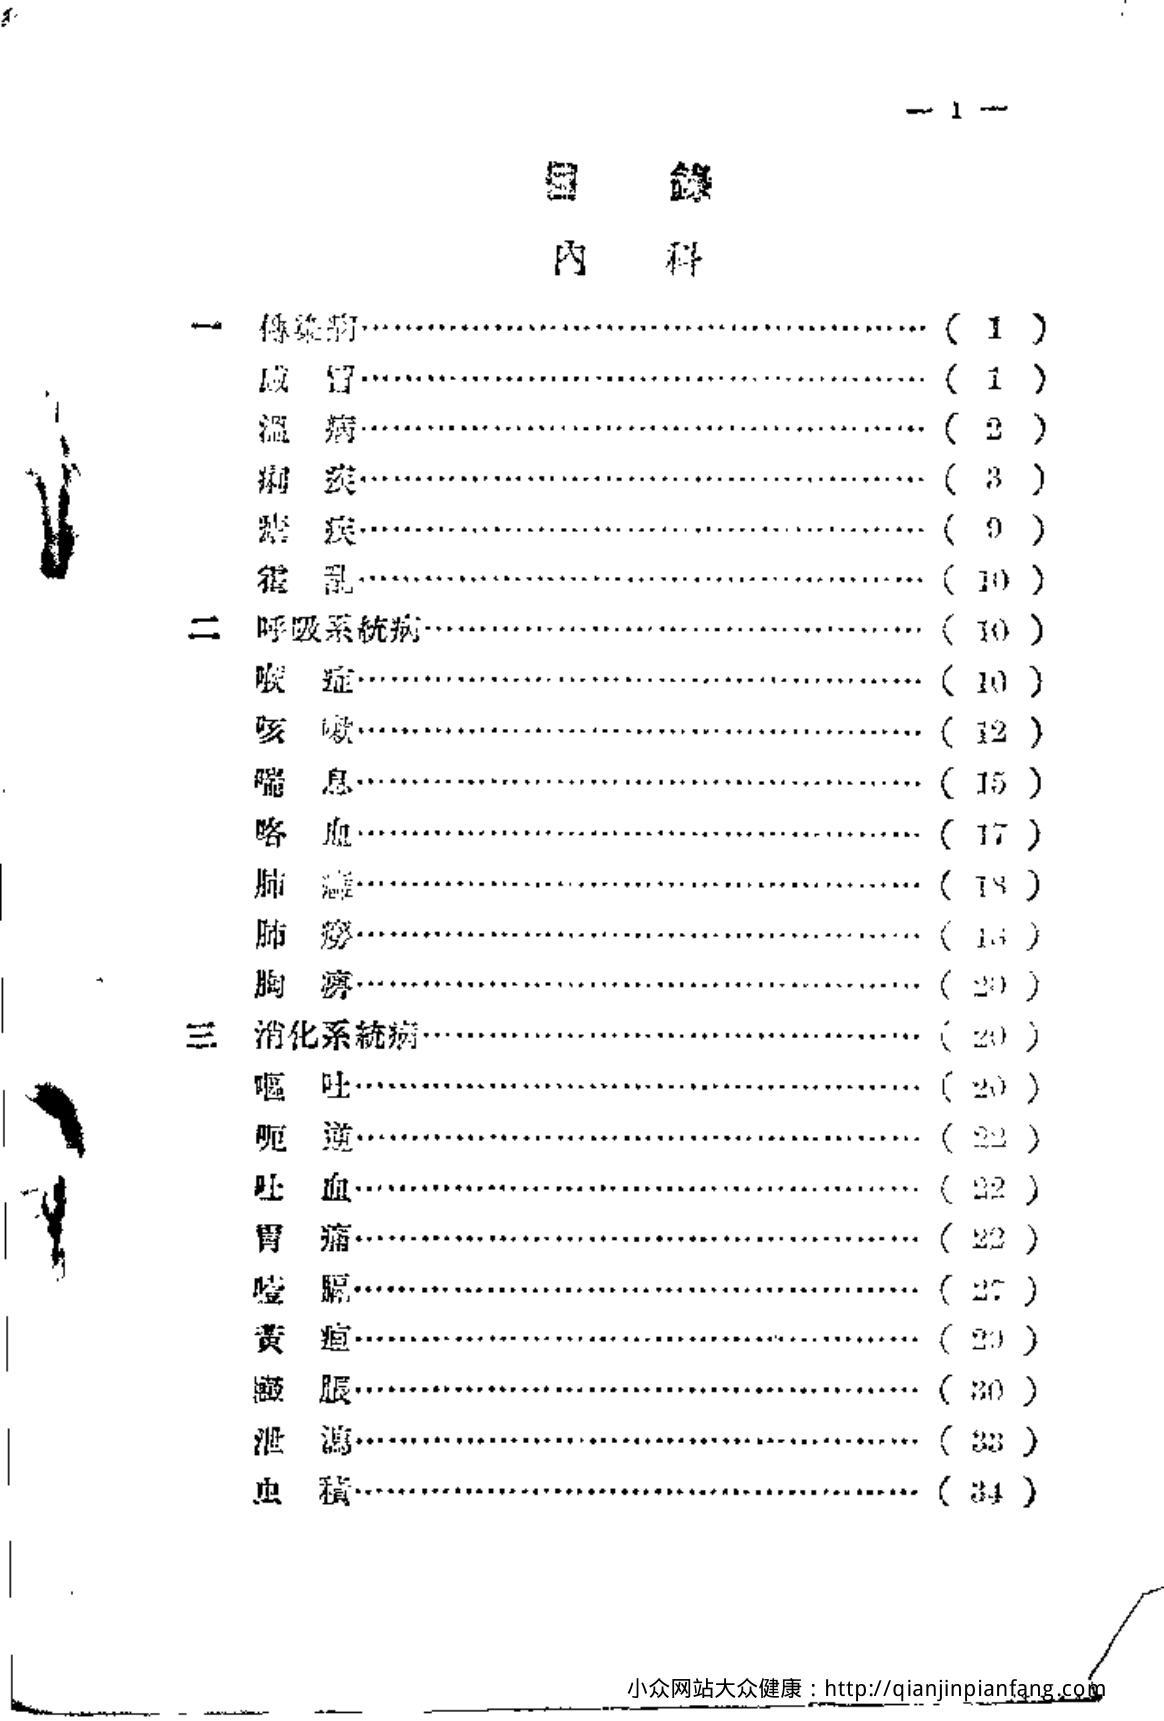 — 1 —
目 錄
內 科
一 傳染病………( 1 )
感 冒………( 1 )
溫 病………( 2 )
痢 疾………( 3 )
瘧 疾………( 9 )
霍 乱………( 10 )
二 呼吸系統病………( 10 )
喉 症………( 10 )
咳 嗽………( 12 )
喘 息………( 15 )
咯 血………( 17 )
肺 癰………( 18 )
肺 癆………( 18 )
胸 痹………( 20 )
三 消化系統病………( 20 )
嘔 吐………( 20 )
呃 逆………( 22 )
吐 血………( 22 )
胃 痛………( 22 )
噎 膈………( 27 )
黃 疸………( 29 )
臌 脹………( 30 )
泄 瀉………( 33 )
虫 積………( 34 )
小众网站大众健康：http://qianjinpianfang.com